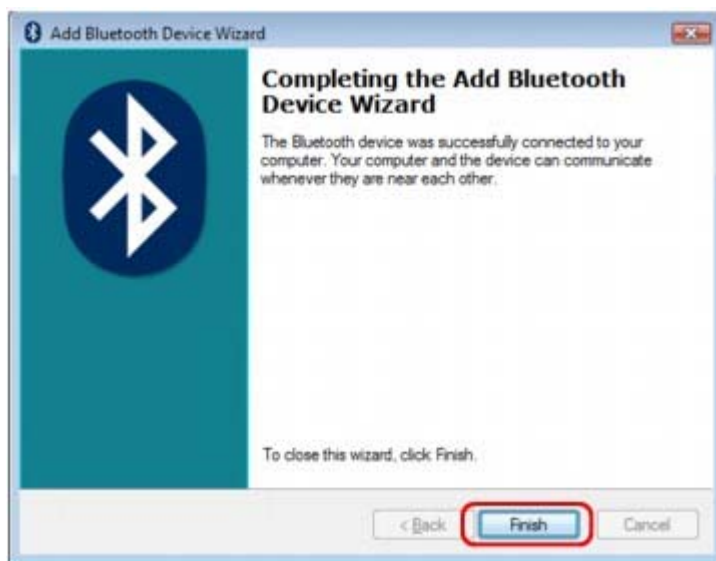 Add Bluetooth Device Wizard
Completing the Add Bluetooth
Device Wizard
The Bluetooth device was successfully connected to your
computer. Your computer and the device can communicate
whenever they are near each other.
To close this wizard, click Finish.
< Back Finish Cancel